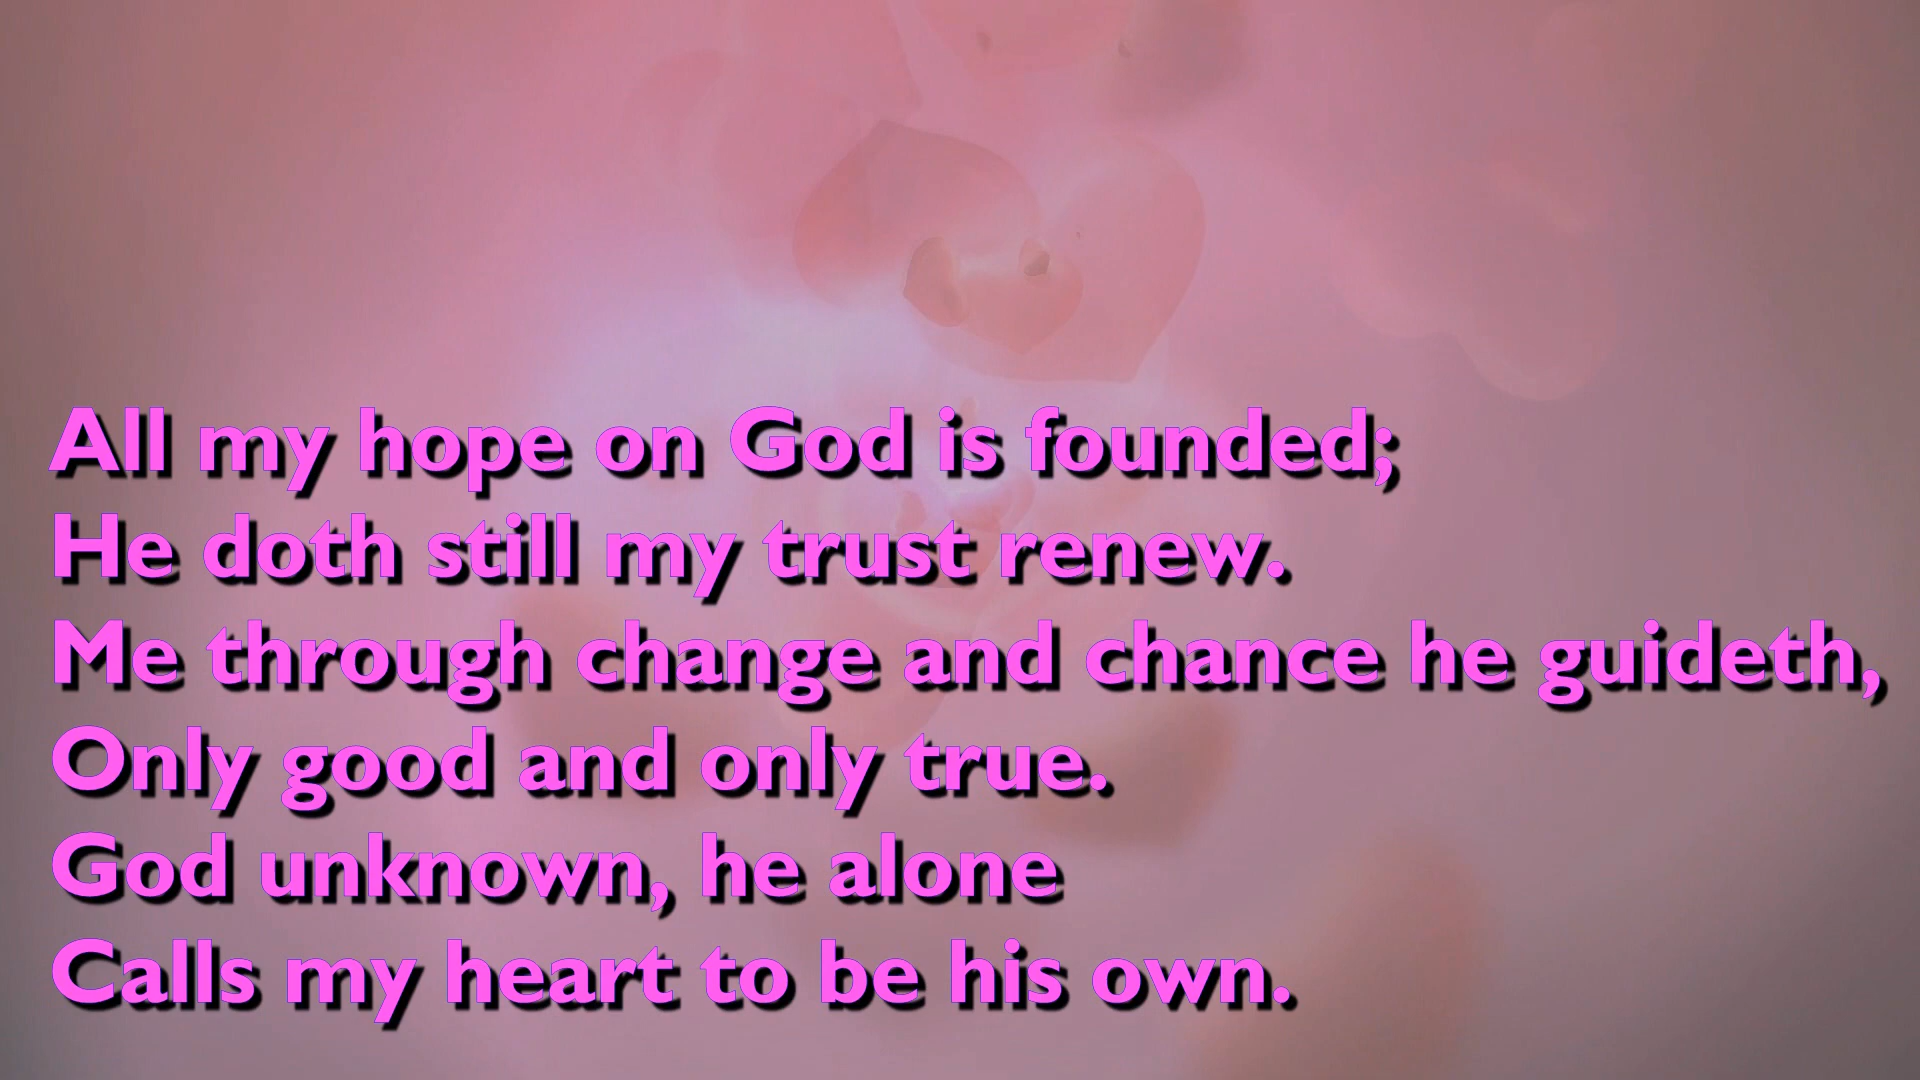 All my hope on God is founded;
He doth still my trust renew.
Me through change and chance he guideth,
Only good and only true.
God unknown, he alone
Calls my heart to be his own.